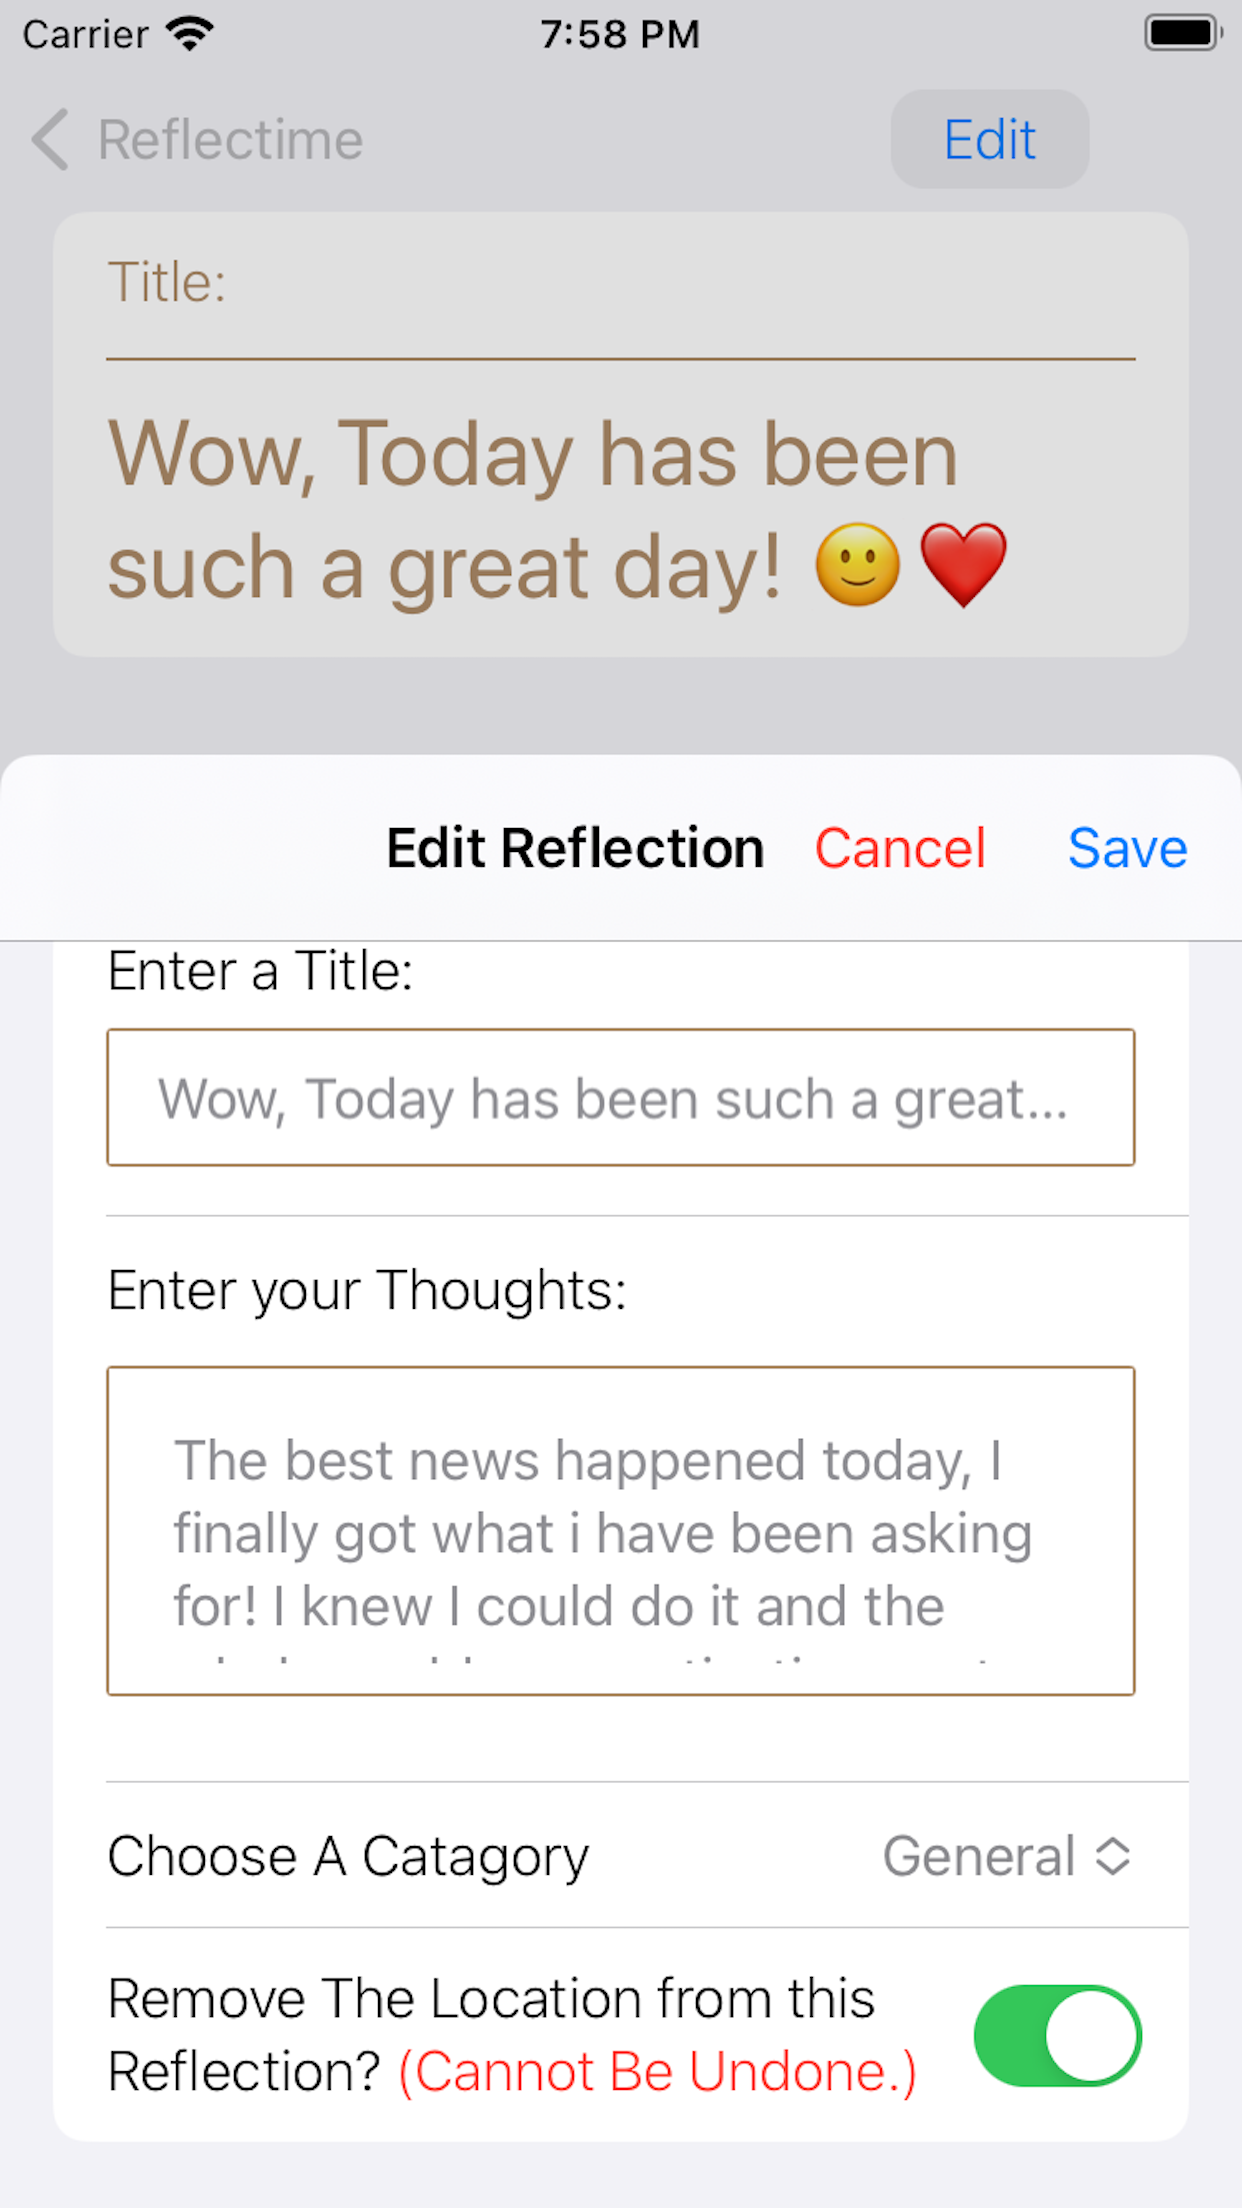 Carrier 7:58 PM
Reflectime Edit
Title:
Wow, Today has been
such a great day! 🙂❤️
Edit Reflection Cancel Save
Enter a Title:
Wow, Today has been such a great...
Enter your Thoughts:
The best news happened today, I
finally got what i have been asking
for! I knew I could do it and the
Choose A Catagory General
Remove The Location from this
Reflection? (Cannot Be Undone.)